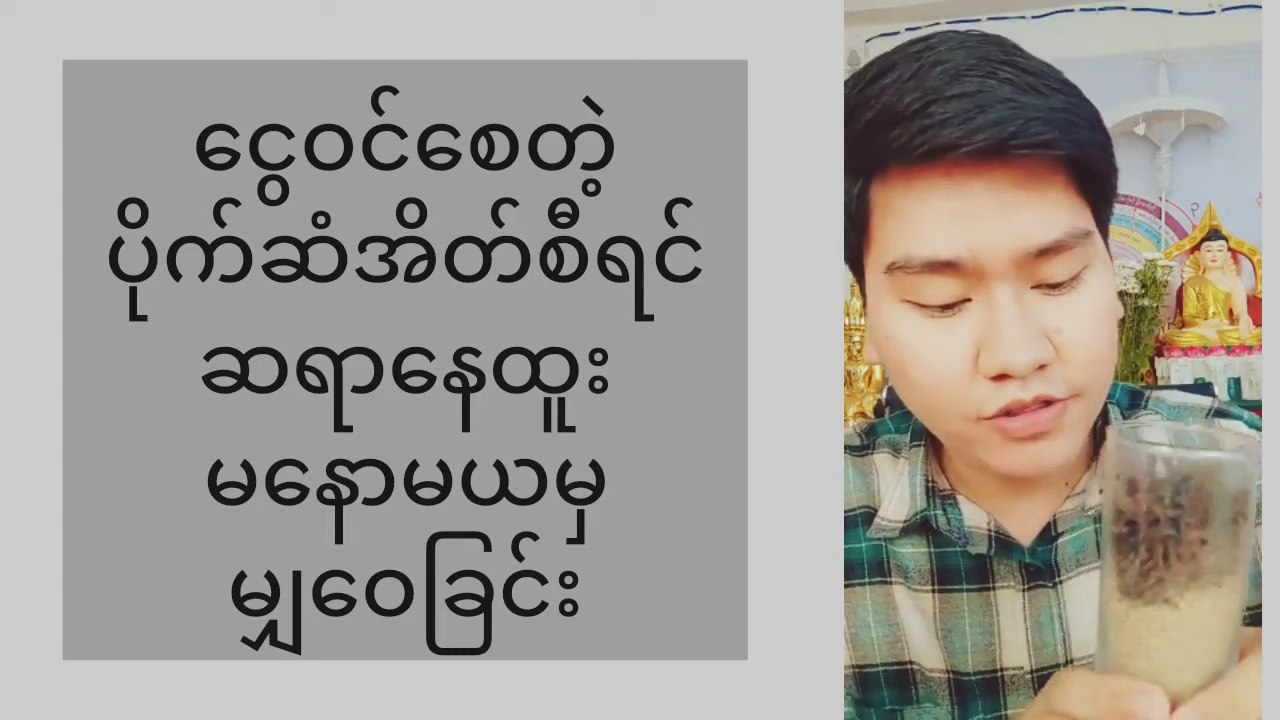 ငွေဝင်စေတဲ့
ပိုက်ဆံအိတ်စီရင်
ဆရာနေထူး
မနောမယမှ
မျှဝေခြင်း